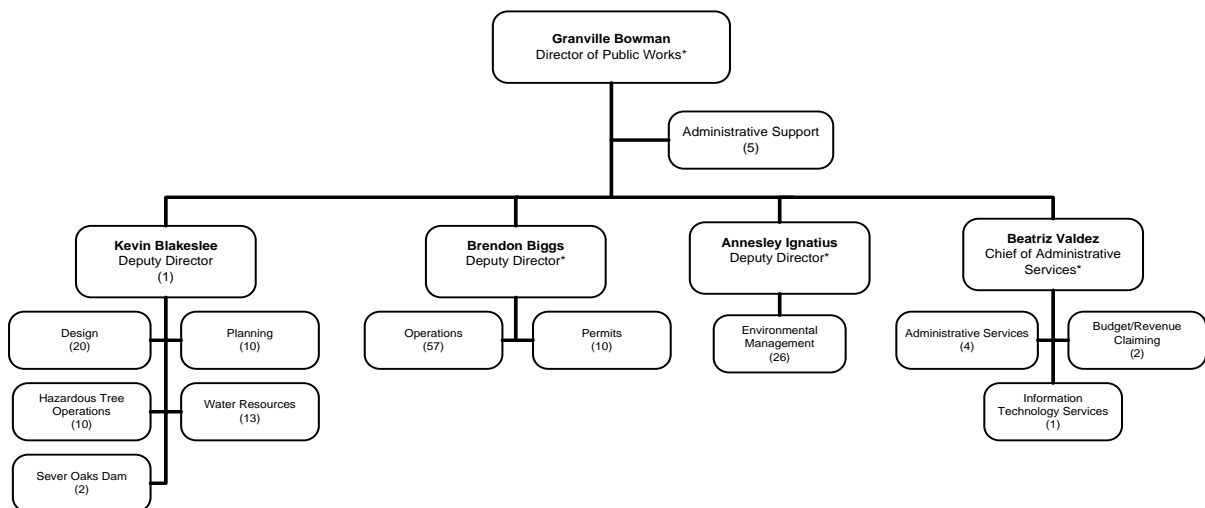 Granville Bowman
Director of Public Works*
Administrative Support
(5)
Kevin Blakeslee
Deputy Director
(1)
Brendon Biggs
Deputy Director*
Annesley Ignatius
Deputy Director*
Beatriz Valdez
Chief of Administrative
Services*
Design
(20)
Planning
(10)
Operations
(57)
Permits
(10)
Environmental
Management
(26)
Administrative Services
(4)
Budget/Revenue
Claiming
(2)
Hazardous Tree
Operations
(10)
Water Resources
(13)
Information
Technology Services
(1)
Sever Oaks Dam
(2)